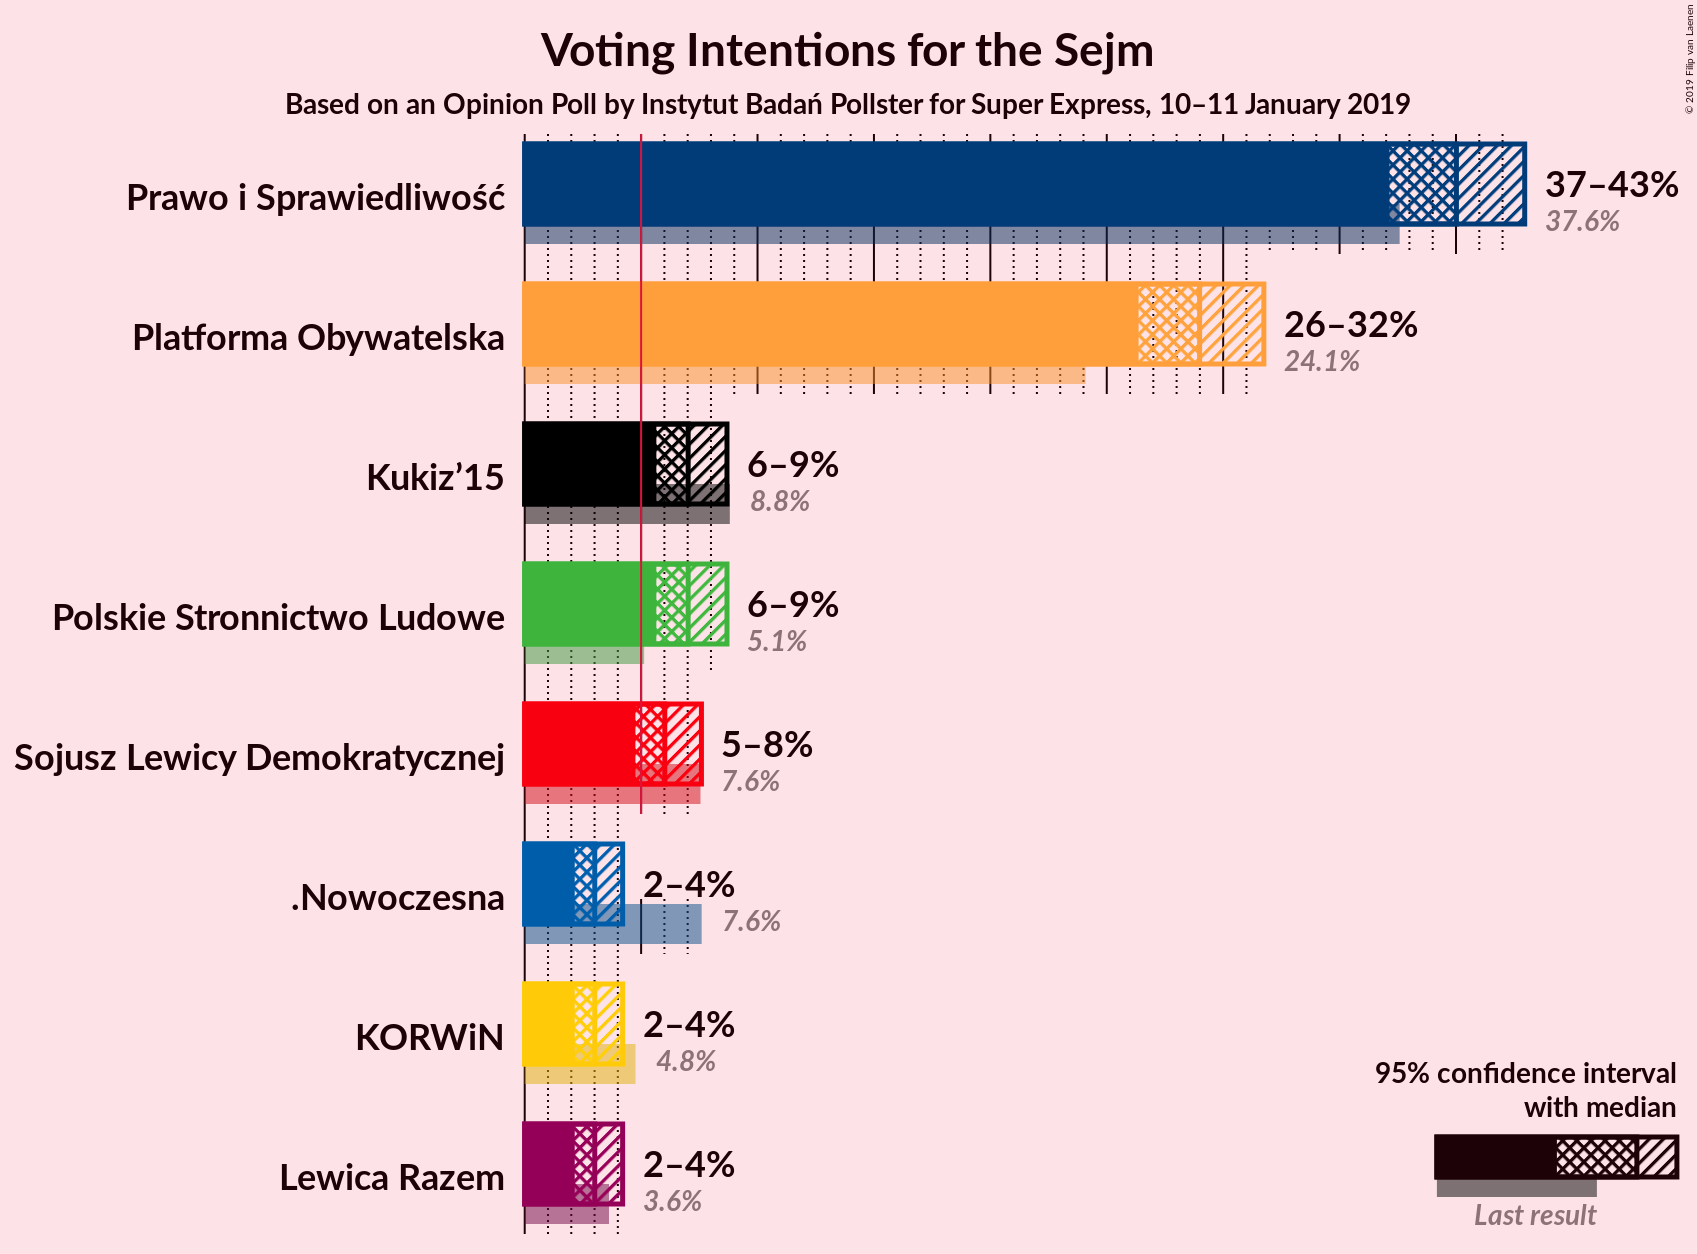 Voting Intentions for the Sejm
Based on an Opinion Poll by Instytut Badań Pollster for Super Express, 10–11 January 2019
© 2019 Filip van Laenen
Prawo i Sprawiedliwość
37–43%
37.6%
Platforma Obywatelska
26–32%
24.1%
Kukiz’15
6–9%
8.8%
Polskie Stronnictwo Ludowe
6–9%
5.1%
Sojusz Lewicy Demokratycznej
5–8%
7.6%
.Nowoczesna
2–4%
7.6%
KORWiN
2–4%
4.8%
Lewica Razem
2–4%
3.6%
95% confidence interval
with median
Last result